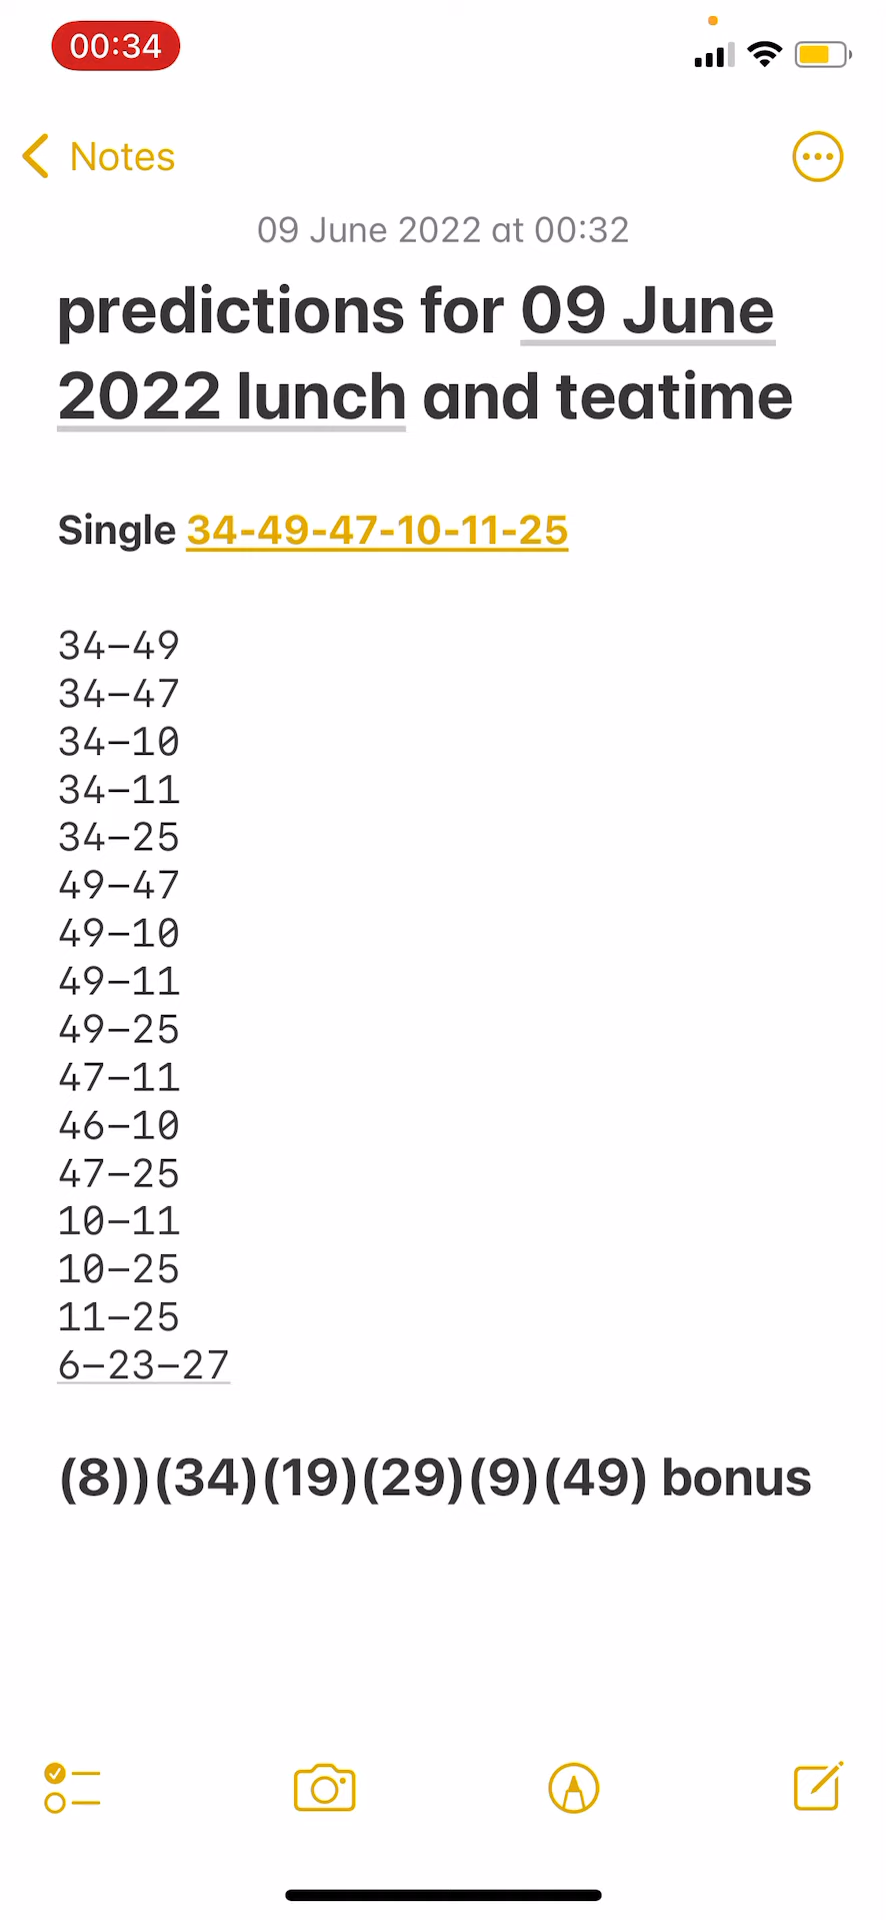 00:34
Notes
09 June 2022 at 00:32
predictions for 09 June
2022 lunch and teatime
Single 34-49-47-10-11-25
34–49
34–47
34–10
34–11
34–25
49–47
49–10
49–11
49–25
47–11
46–10
47–25
10–11
10–25
11–25
6–23–27
(8))(34)(19)(29)(9)(49) bonus